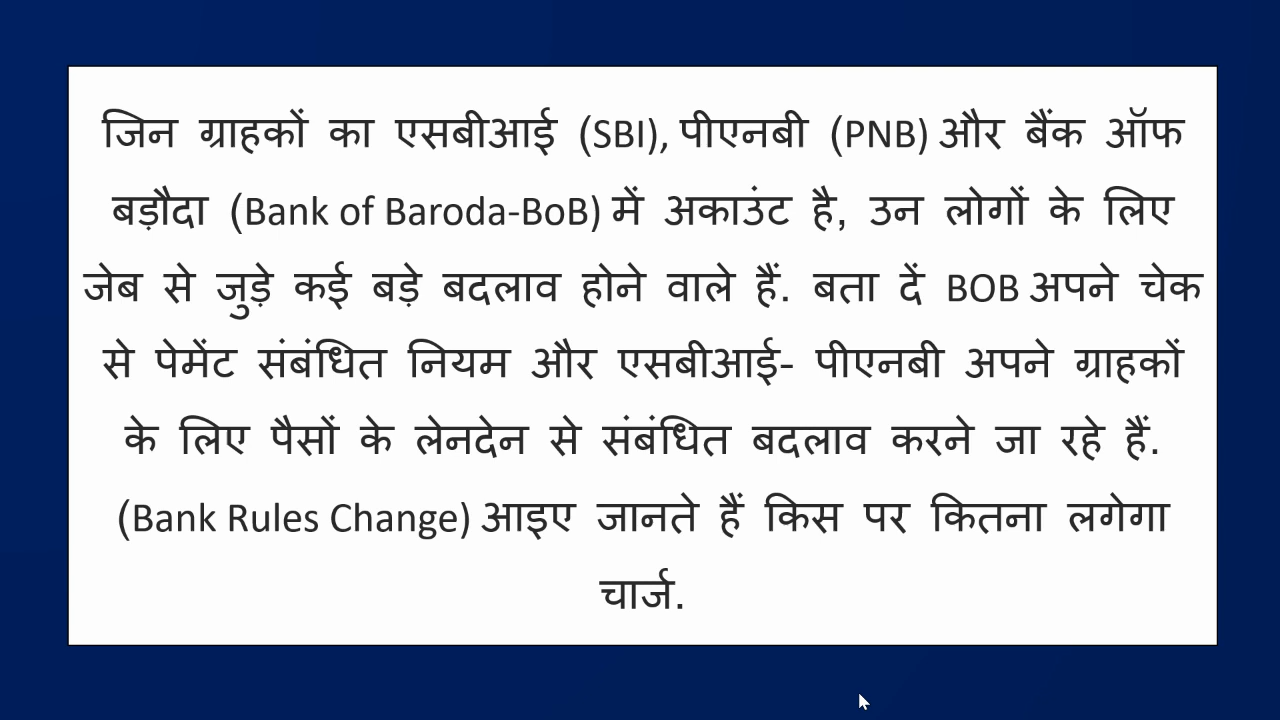 जिन ग्राहकों का एसबीआई (SBI), पीएनबी (PNB) और बैंक ऑफ
बड़ौदा (Bank of Baroda-BoB) में अकाउंट है, उन लोगों के लिए
जेब से जुड़े कई बड़े बदलाव होने वाले हैं. बता दें BOB अपने चेक
से पेमेंट संबंधित नियम और एसबीआई- पीएनबी अपने ग्राहकों
के लिए पैसों के लेनदेन से संबंधित बदलाव करने जा रहे हैं.
(Bank Rules Change) आइए जानते हैं किस पर कितना लगेगा
चार्ज.